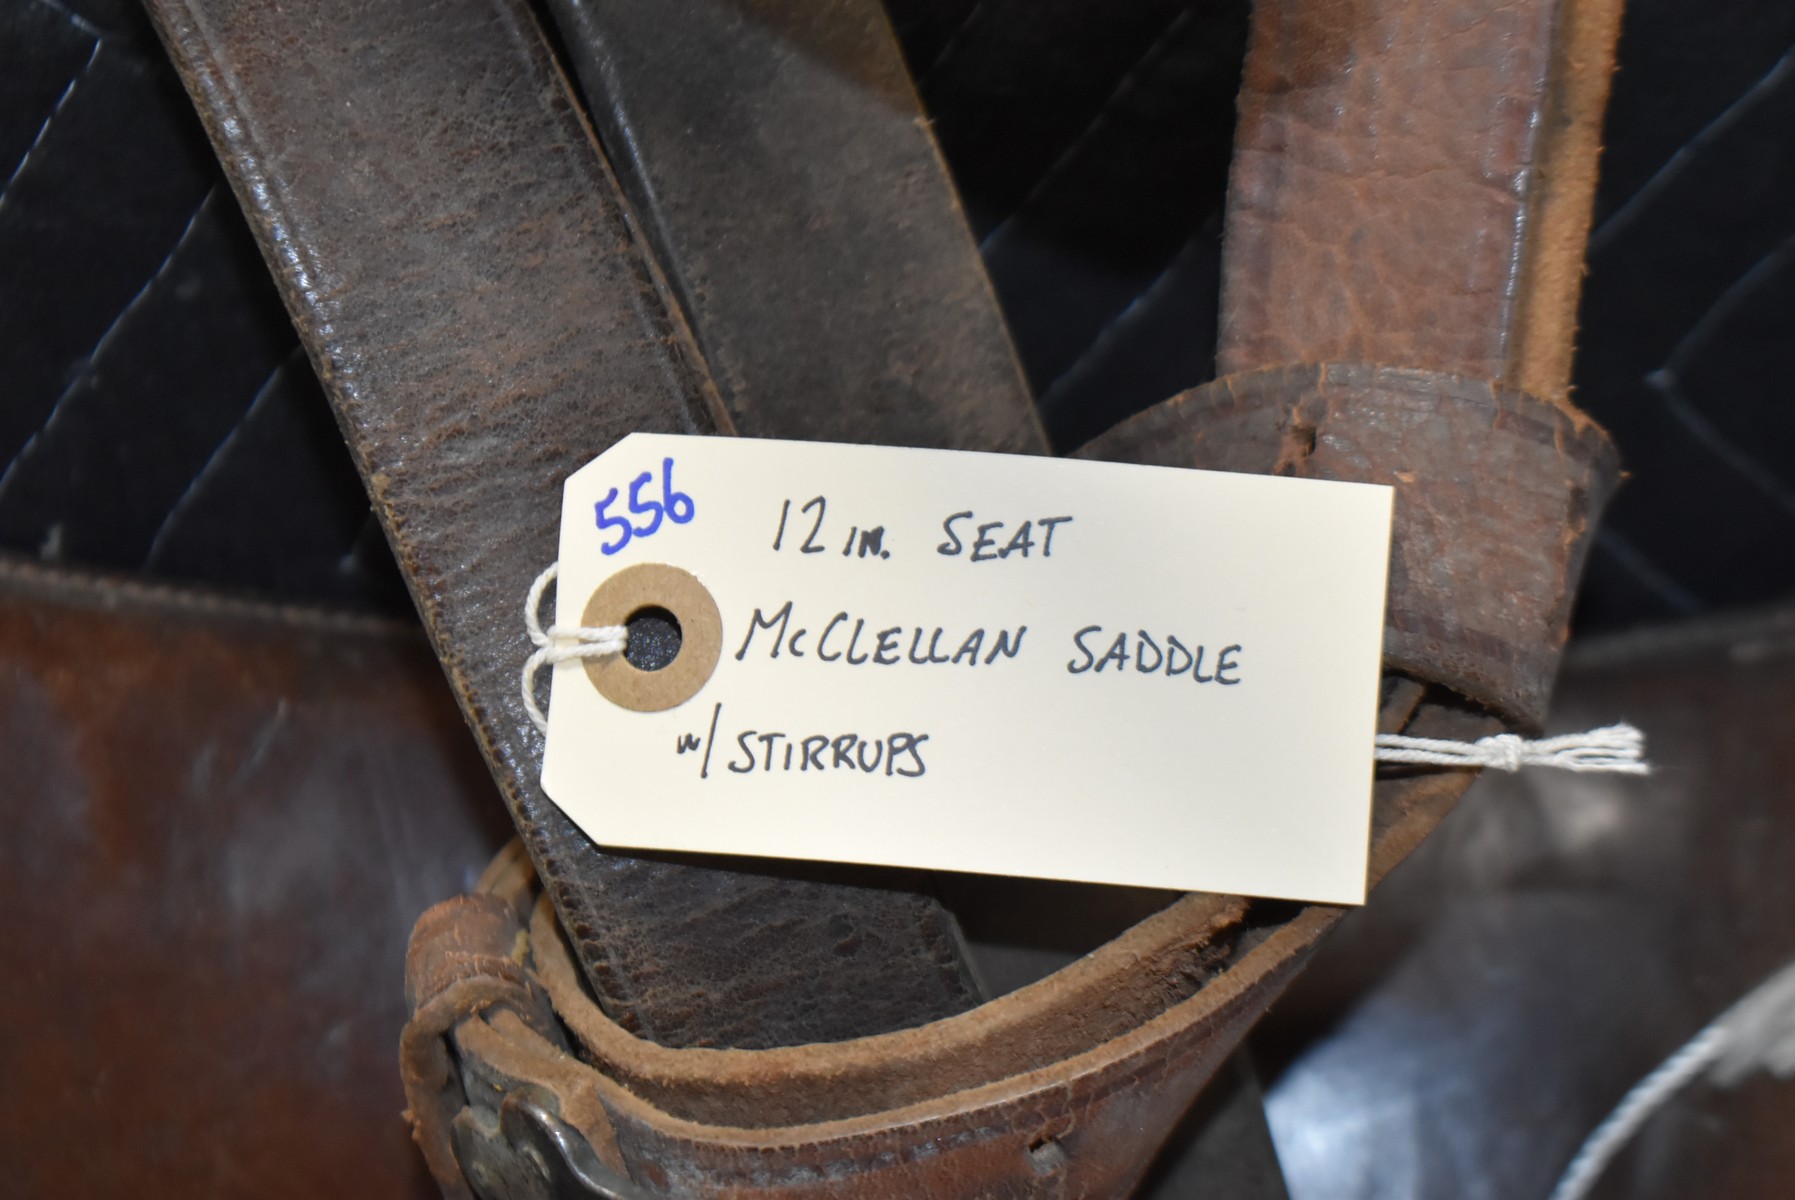 556
12 IN. SEAT
McCLELLAN SADDLE
w/ STIRRUPS